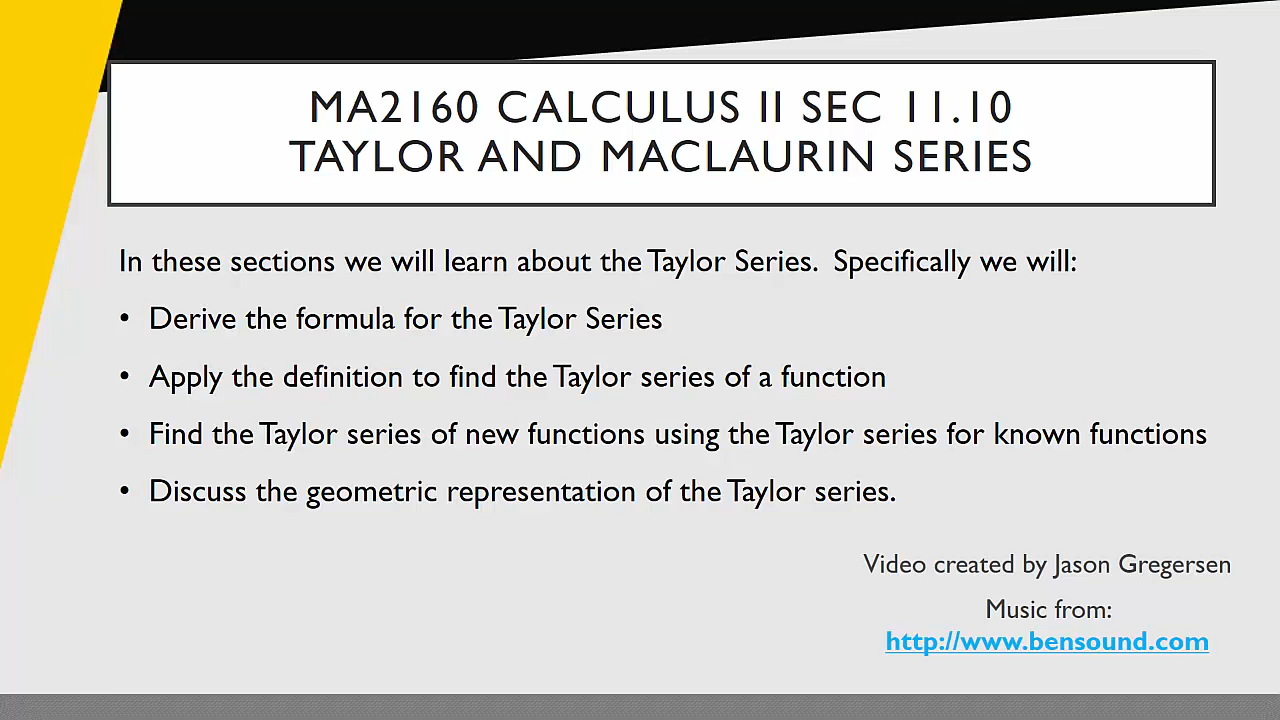 MA2160 CALCULUS II SEC 11.10
TAYLOR AND MACLAURIN SERIES
In these sections we will learn about the Taylor Series. Specifically we will:
• Derive the formula for the Taylor Series
• Apply the definition to find the Taylor series of a function
• Find the Taylor series of new functions using the Taylor series for known functions
• Discuss the geometric representation of the Taylor series.
Video created by Jason Gregersen
Music from:
http://www.bensound.com